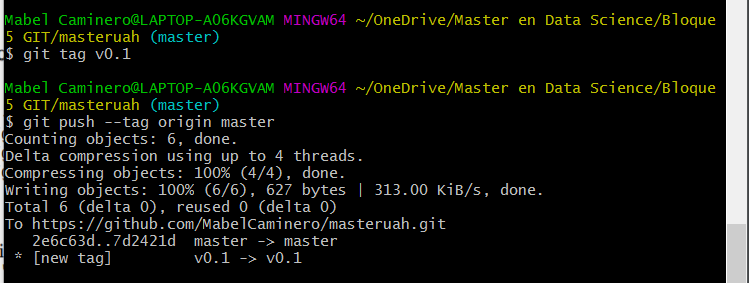 Mabel Caminero@LAPTOP-A06KGVAM MINGW64 ~/OneDrive/Master en Data Science/Bloque
5 GIT/masteruah (master)
$ git tag v0.1
Mabel Caminero@LAPTOP-A06KGVAM MINGW64 ~/OneDrive/Master en Data Science/Bloque
5 GIT/masteruah (master)
$ git push --tag origin master
Counting objects: 6, done.
Delta compression using up to 4 threads.
Compressing objects: 100% (4/4), done.
Writing objects: 100% (6/6), 627 bytes | 313.00 KiB/s, done.
Total 6 (delta 0), reused 0 (delta 0)
To https://github.com/MabelCaminero/masteruah.git
   2e6c63d..7d2421d  master -> master
 * [new tag]         v0.1 -> v0.1